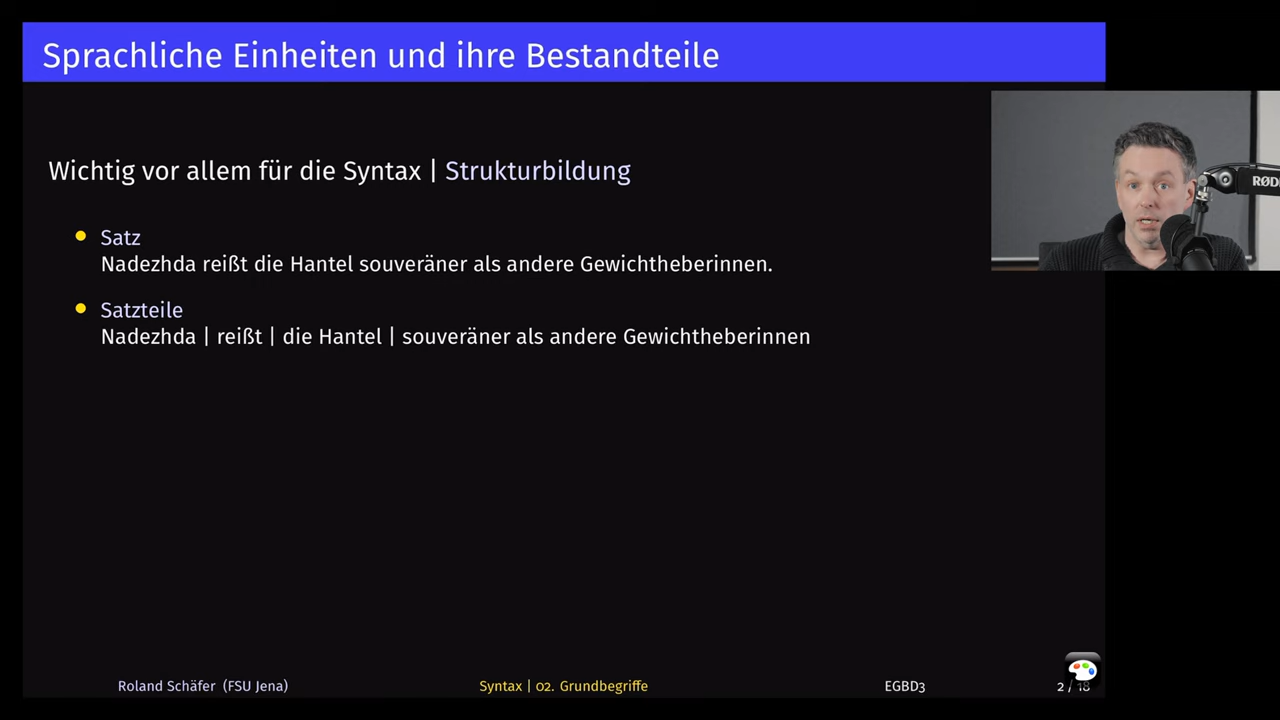 Sprachliche Einheiten und ihre Bestandteile
Wichtig vor allem für die Syntax | Strukturbildung
Satz
Nadezhda reißt die Hantel souveräner als andere Gewichtheberinnen.
Satzteile
Nadezhda | reißt | die Hantel | souveräner als andere Gewichtheberinnen
Roland Schäfer (FSU Jena)
Syntax | 02. Grundbegriffe
EGBD3
2 / 18